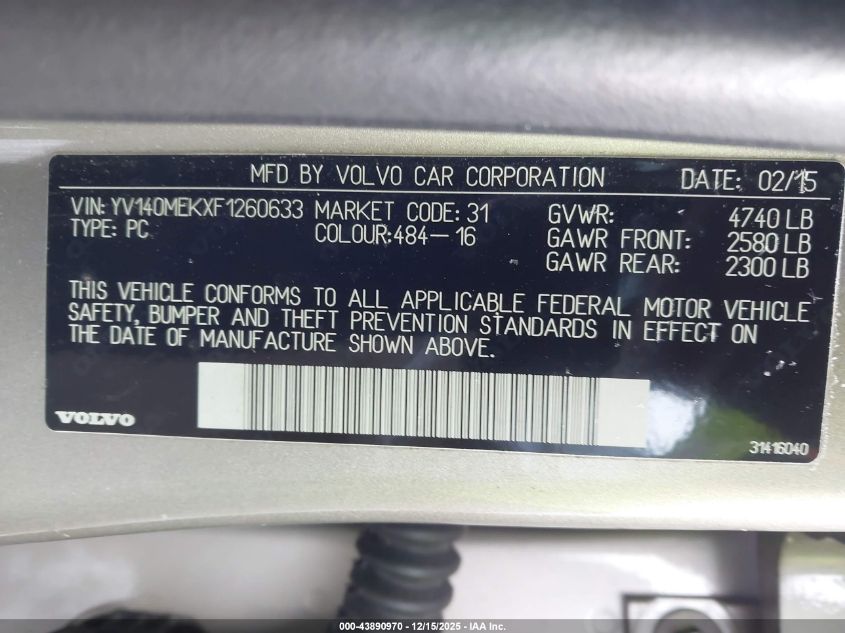 MFD BY VOLVO CAR CORPORATION DATE: 02/15
VIN: YV140MEKXF1260633 MARKET CODE: 31 GVWR: 4740 LB
TYPE: PC COLOUR:484-16 GAWR FRONT: 2580 LB
GAWR REAR: 2300 LB
THIS VEHICLE CONFORMS TO ALL APPLICABLE FEDERAL MOTOR VEHICLE
SAFETY, BUMPER AND THEFT PREVENTION STANDARDS IN EFFECT ON
THE DATE OF MANUFACTURE SHOWN ABOVE.
VOLVO
31416040
000-43890970 - 12/15/2025 - IAA Inc.